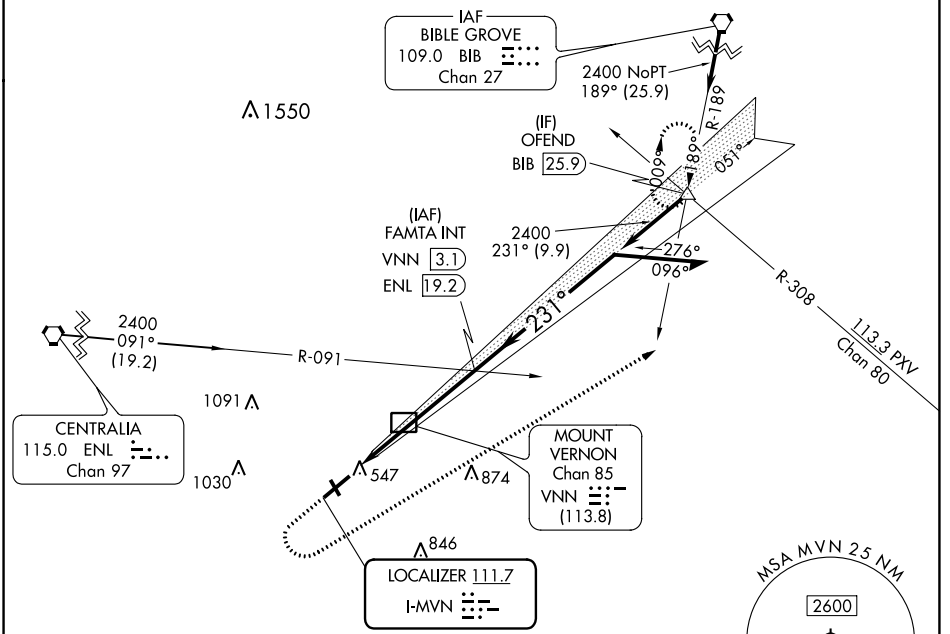 IAF
BIBLE GROVE
109.0 BIB
Chan 27
2400 NoPT
189° (25.9)
R-189
1550
(IF)
OFEND
BIB 25.9
009°
189°
051°
(IAF)
FAMTA INT
VNN 3.1
ENL 19.2
2400
231° (9.9)
276°
096°
231°
R-308
113.3 PXV
Chan 80
2400
091°
(19.2)
R-091
1091
CENTRALIA
115.0 ENL
Chan 97
1030
547
874
MOUNT
VERNON
Chan 85
VNN
(113.8)
846
LOCALIZER 111.7
I-MVN
MSA MVN 25 NM
2600